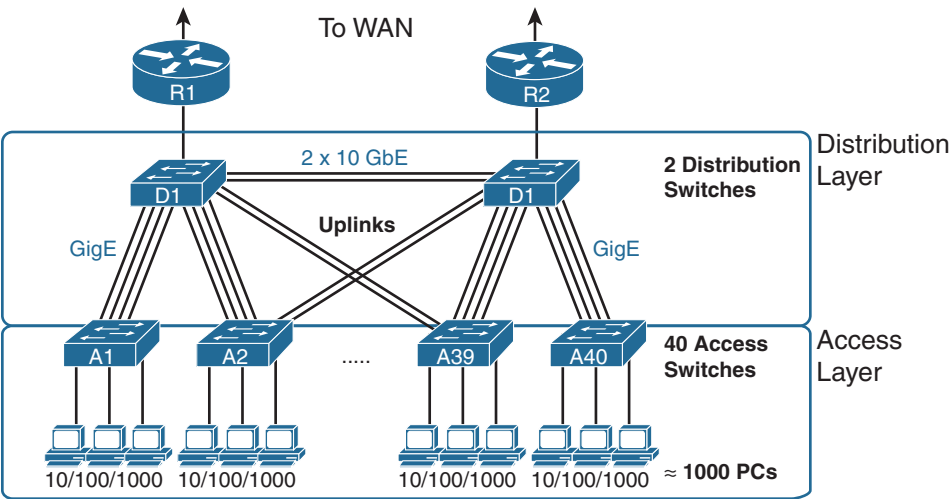 To WAN
R1
R2
Distribution
Layer
2 x 10 GbE
2 Distribution
Switches
D1
D1
Uplinks
GigE
GigE
40 Access
Switches
Access
Layer
A1
A2
.....
A39
A40
10/100/1000
10/100/1000
10/100/1000
10/100/1000
≈ 1000 PCs